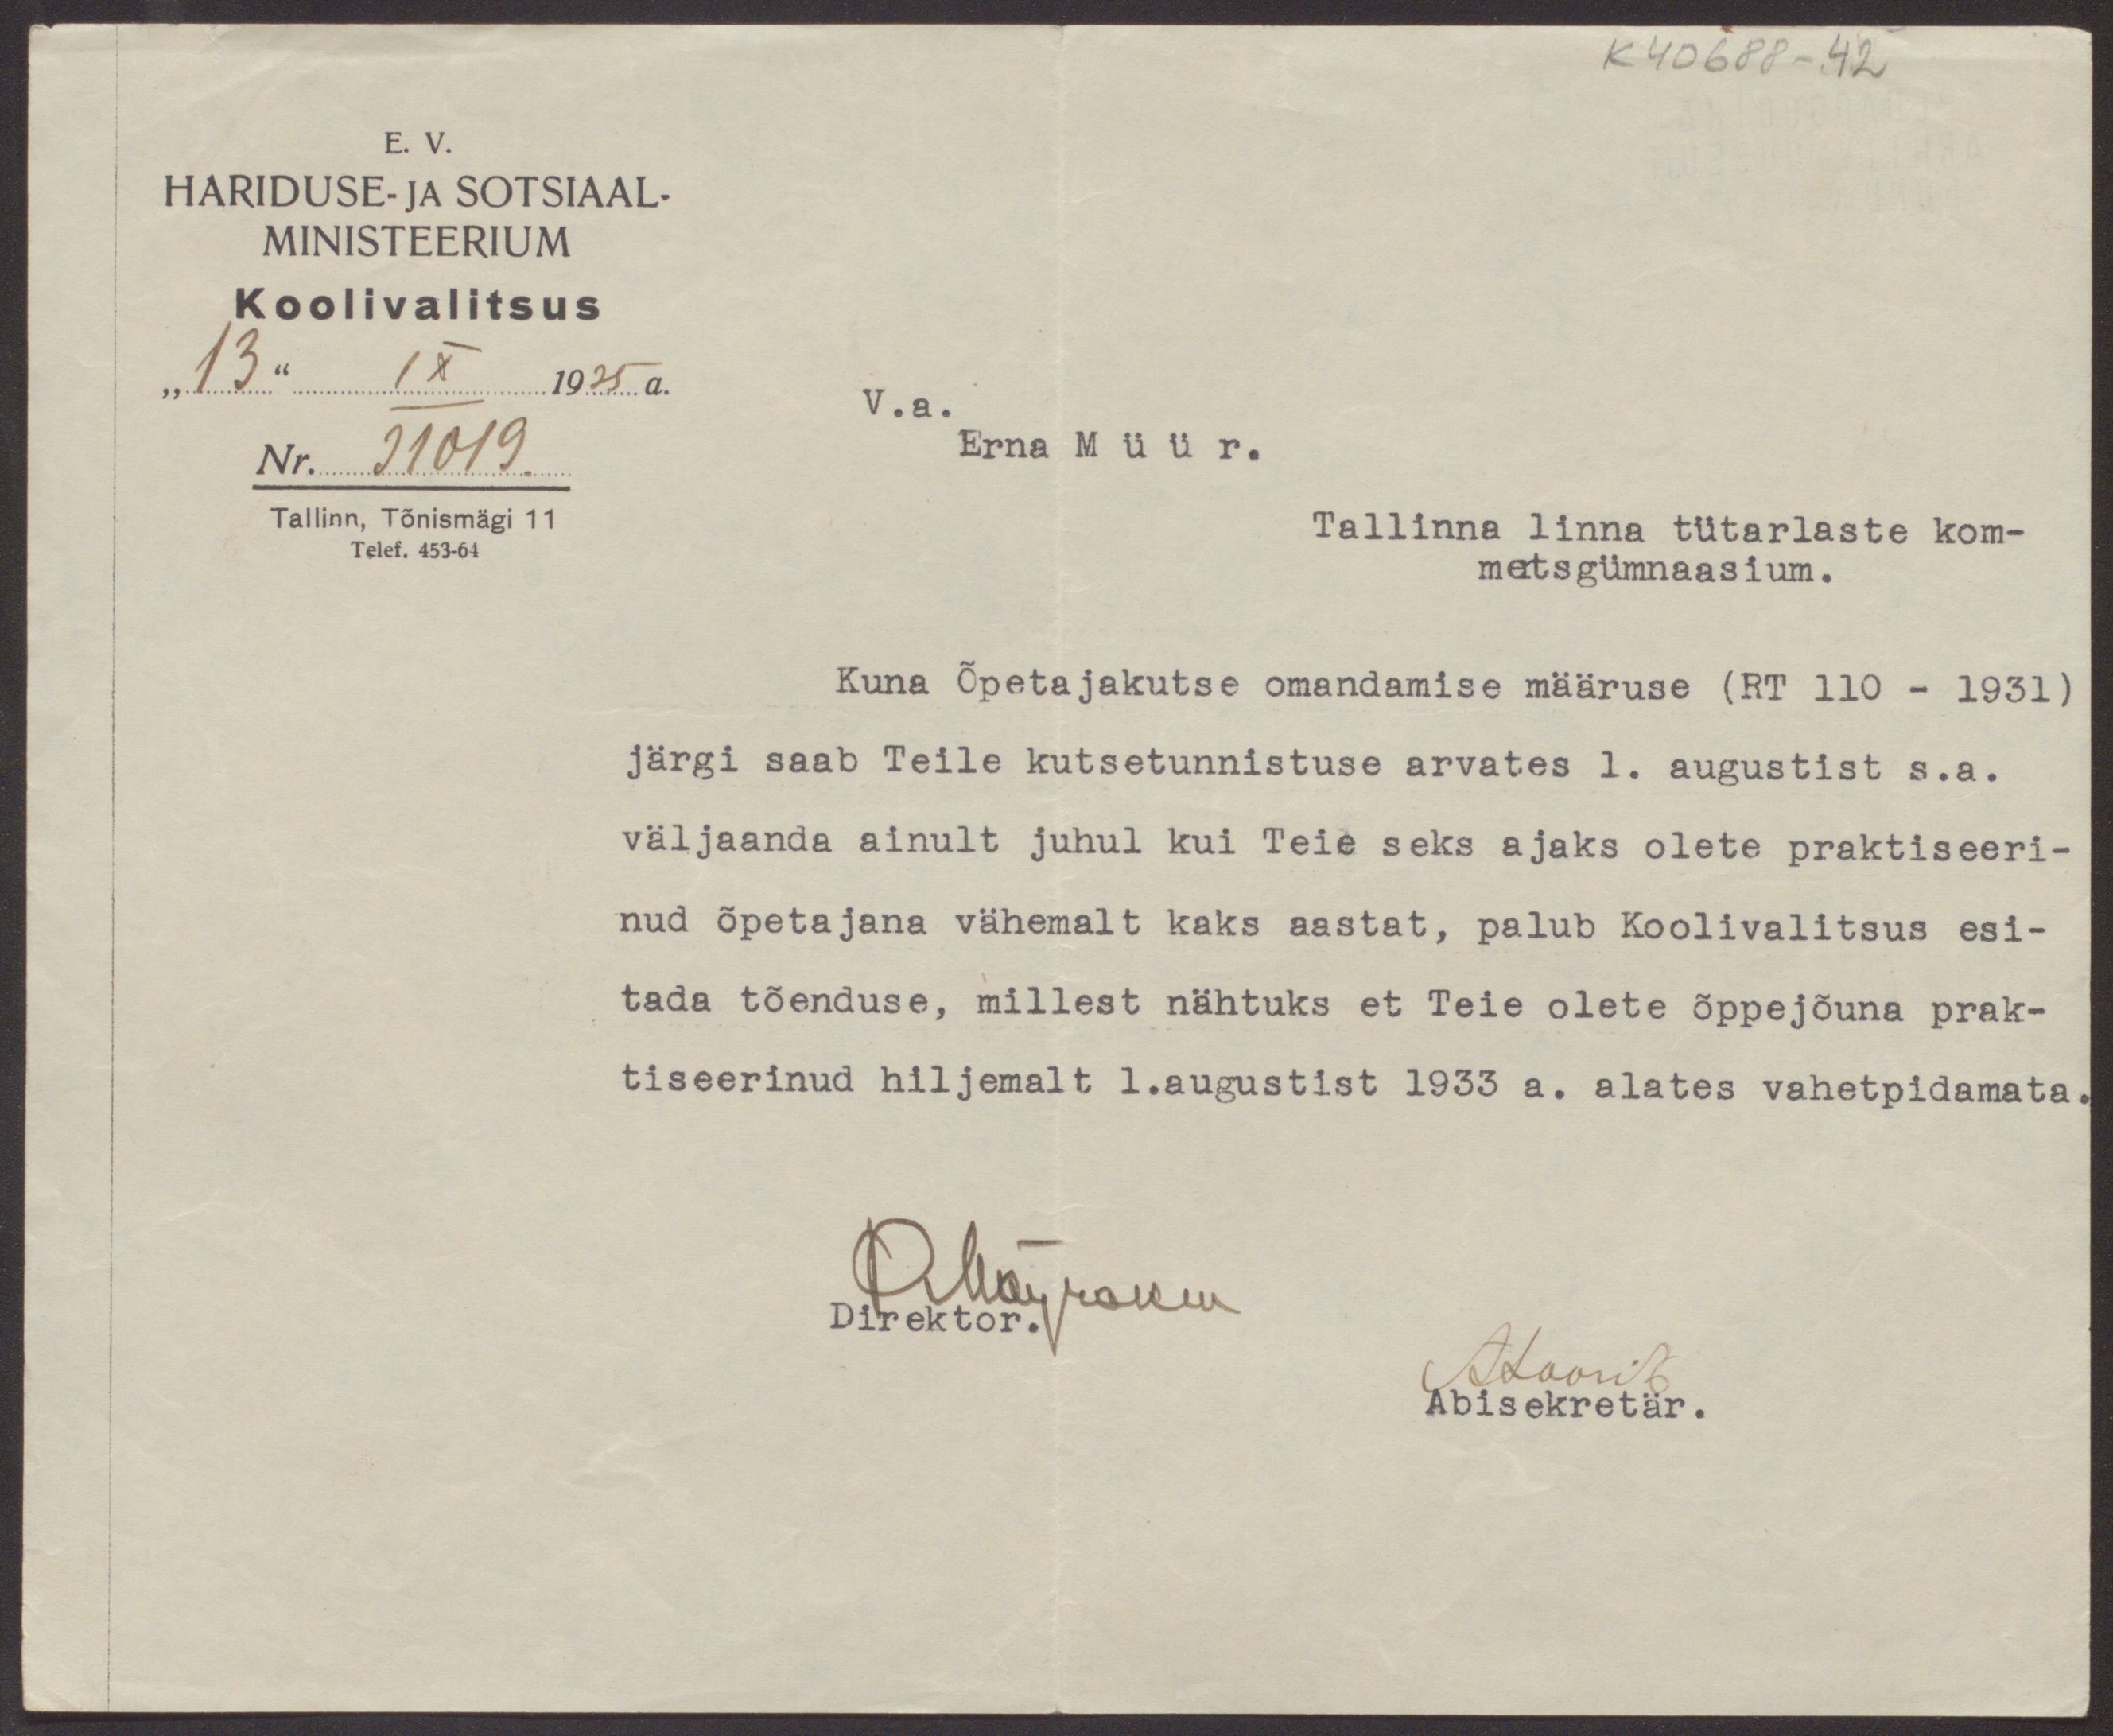 K40688-42
E. V.
HARIDUSE- JA SOTSIAAL-
MINISTEERIUM
Koolivalitsus
„13“ IX 1935 a.
Nr. 21019.
Tallinn, Tõnismägi 11
Telef. 453-64
V.a.
Erna M ü ü r.
Tallinna linna tütarlaste kom-
mertsgümnaasium.
Kuna Õpetajakutse omandamise määruse (RT 110 - 1931)
järgi saab Teile kutsetunnistuse arvates 1. augustist s.a.
väljaanda ainult juhul kui Teie seks ajaks olete praktiseeri-
nud õpetajana vähemalt kaks aastat, palub Koolivalitsus esi-
tada tõenduse, millest nähtuks et Teie olete õppejõuna prak-
tiseerinud hiljemalt 1.augustist 1933 a. alates vahetpidamata.
Direktor.
Abisekretär.